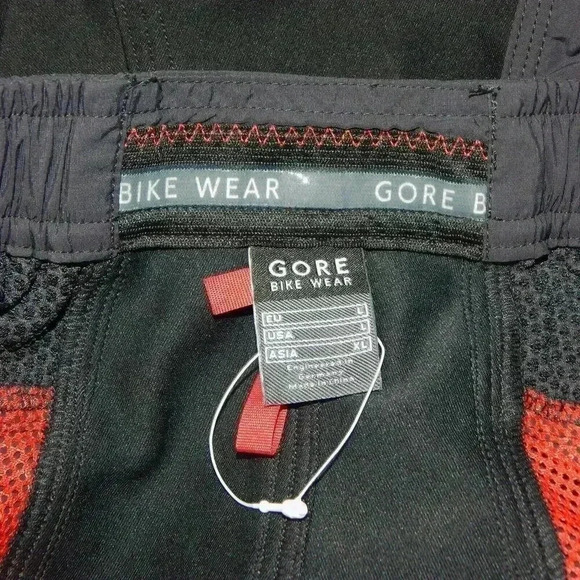 BIKE WEAR GORE B
GORE
BIKE WEAR
EU L
USA L
ASIA XL
Engineered in
Germany
Made in China